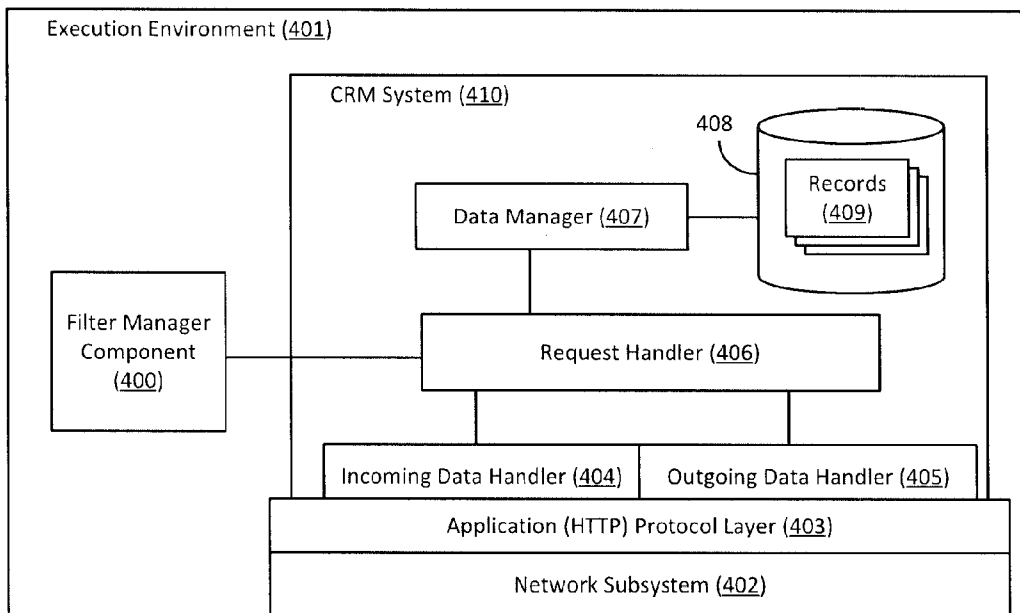 Execution Environment (401)
CRM System (410)
408
Records
(409)
Data Manager (407)
Filter Manager
Component
(400)
Request Handler (406)
Incoming Data Handler (404)
Outgoing Data Handler (405)
Application (HTTP) Protocol Layer (403)
Network Subsystem (402)